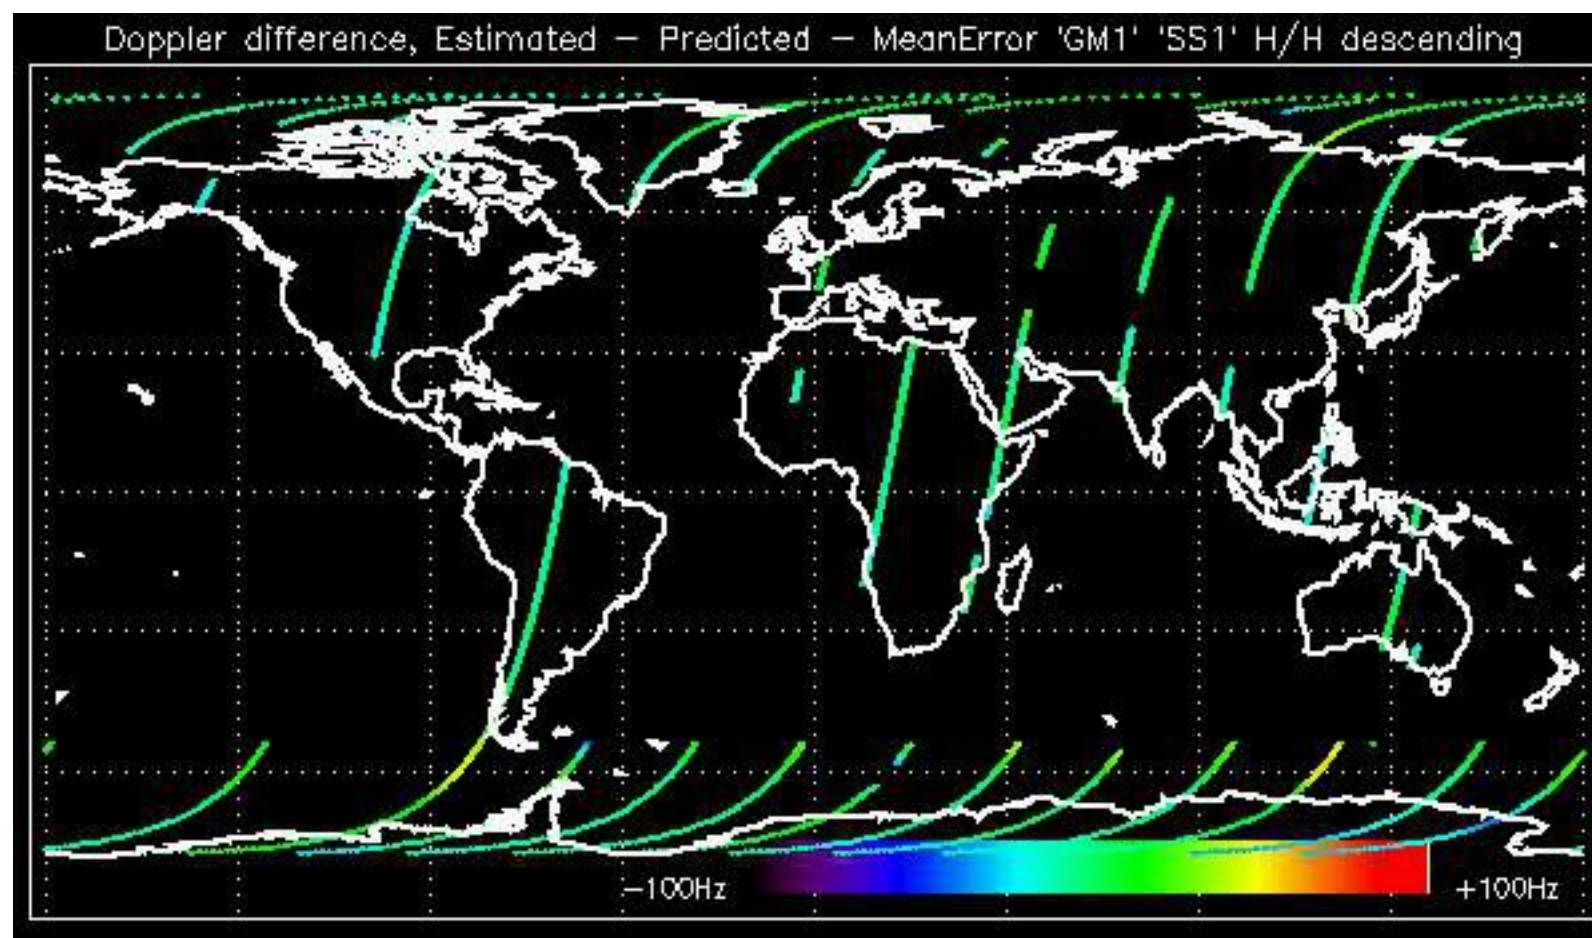 Doppler difference, Estimated − Predicted − MeanError 'GM1' 'SS1' H/H descending
−100Hz
+100Hz